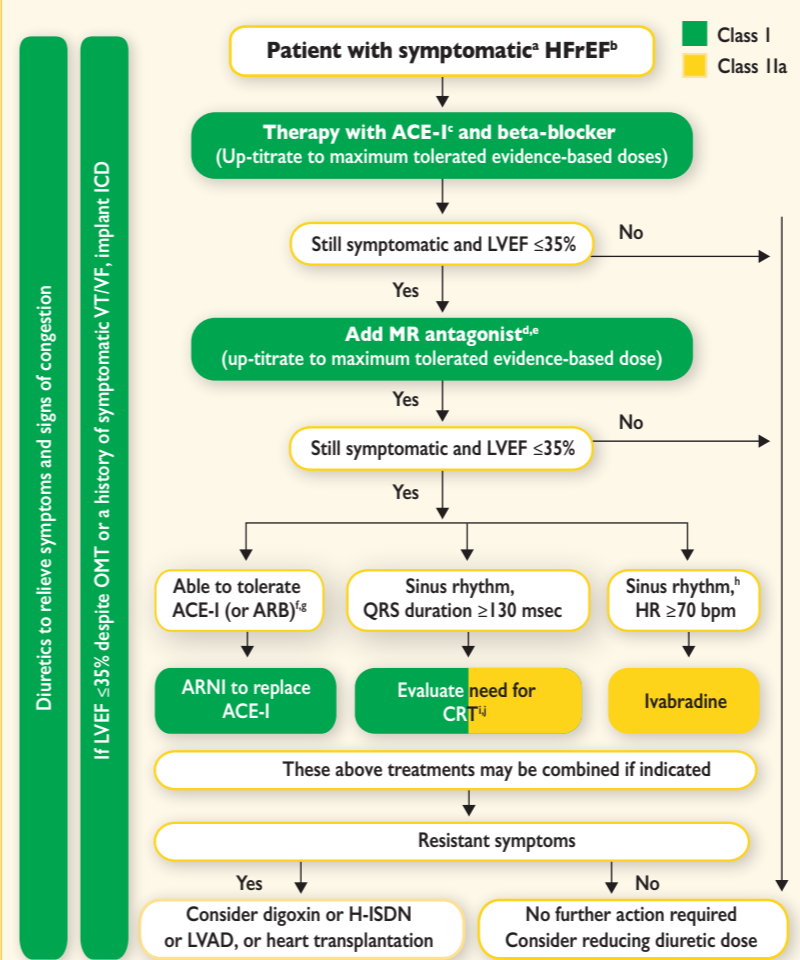 Patient with symptomaticᵃ HFrEFᵇ
Class I
Class IIa
Therapy with ACE-Iᶜ and beta-blocker
(Up-titrate to maximum tolerated evidence-based doses)
Still symptomatic and LVEF ≤35%
No
Yes
Add MR antagonistᵈ,ᵉ
(up-titrate to maximum tolerated evidence-based dose)
Yes
Still symptomatic and LVEF ≤35%
No
Yes
Able to tolerate
ACE-I (or ARB)ᶠ,ᵍ
Sinus rhythm,
QRS duration ≥130 msec
Sinus rhythm,ʰ
HR ≥70 bpm
ARNI to replace
ACE-I
Evaluate need for
CRTⁱ,ʲ
Ivabradine
These above treatments may be combined if indicated
Resistant symptoms
Yes
No
Consider digoxin or H-ISDN
or LVAD, or heart transplantation
No further action required
Consider reducing diuretic dose
Diuretics to relieve symptoms and signs of congestion
If LVEF ≤35% despite OMT or a history of symptomatic VT/VF, implant ICD